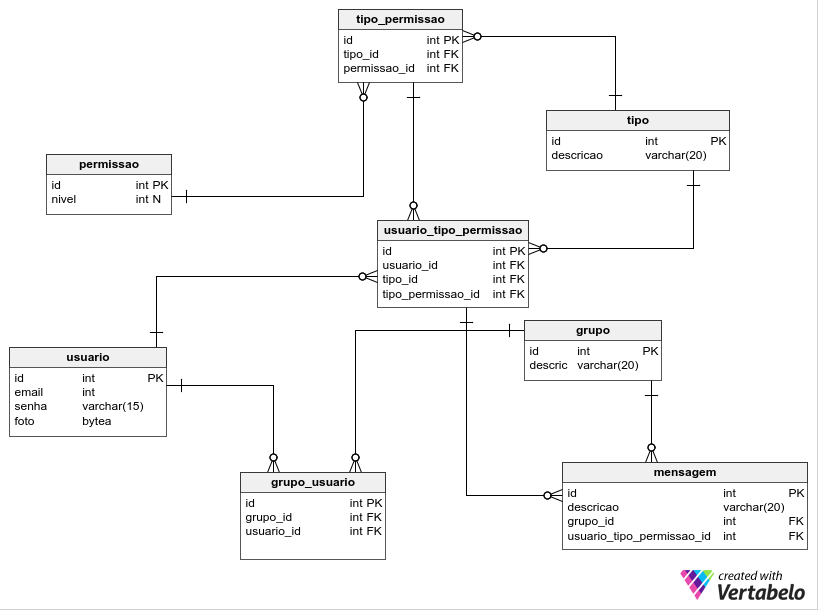 tipo_permissao
id int PK
tipo_id int FK
permissao_id int FK
tipo
id int PK
descricao varchar(20)
permissao
id int PK
nivel int N
usuario_tipo_permissao
id int PK
usuario_id int FK
tipo_id int FK
tipo_permissao_id int FK
grupo
id int PK
descric varchar(20)
usuario
id int PK
email int
senha varchar(15)
foto bytea
grupo_usuario
id int PK
grupo_id int FK
usuario_id int FK
mensagem
id int PK
descricao varchar(20)
grupo_id int FK
usuario_tipo_permissao_id int FK
created with
Vertabelo